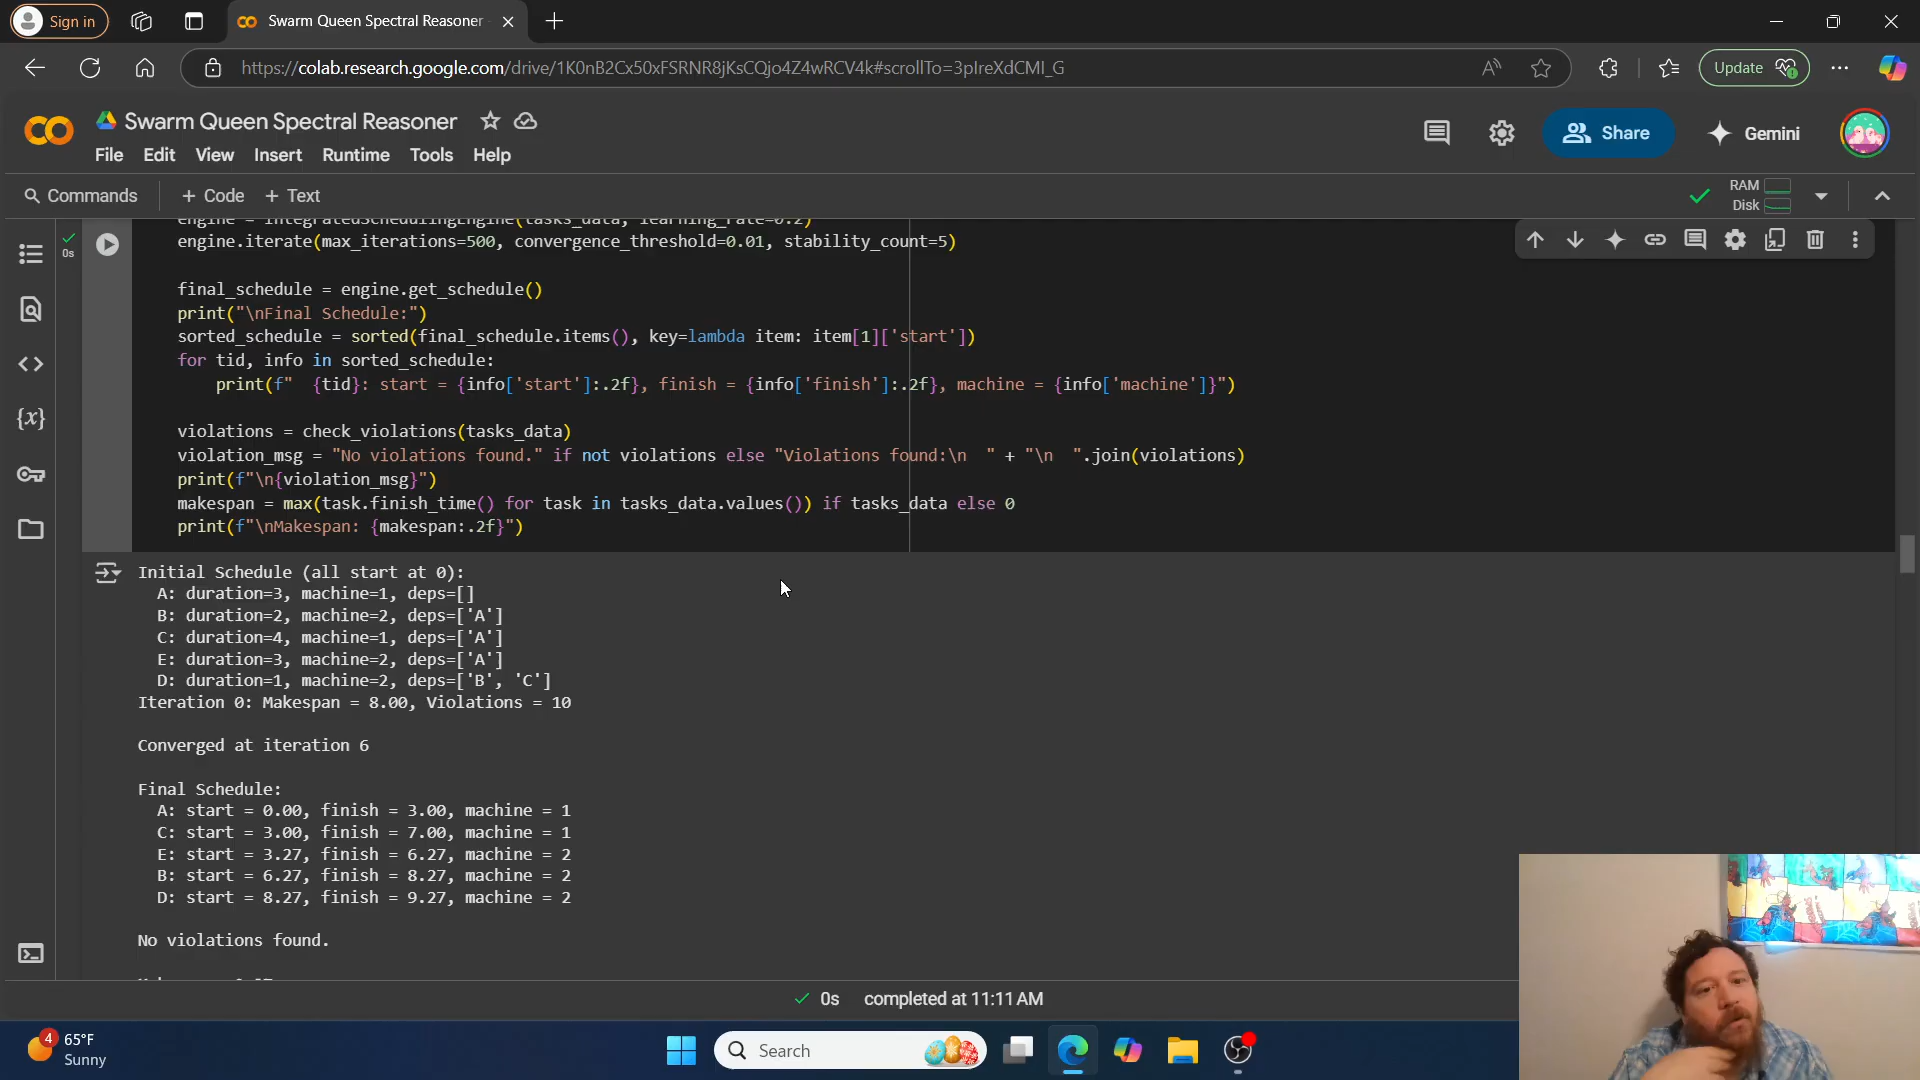 Sign in
Swarm Queen Spectral Reasoner
https://colab.research.google.com/drive/1K0nB2Cx50xFSRNR8jKsCQjo4Z4wRCV4k#scrollTo=3pIreXdCMI_G
Update
Swarm Queen Spectral Reasoner
Share
Gemini
File Edit View Insert Runtime Tools Help
Commands + Code + Text
RAM
Disk
engine = IntegratedSchedulingEngine(tasks_data, learning_rate=0.2)
0s
engine.iterate(max_iterations=500, convergence_threshold=0.01, stability_count=5)
final_schedule = engine.get_schedule()
print("\nFinal Schedule:")
sorted_schedule = sorted(final_schedule.items(), key=lambda item: item[1]['start'])
for tid, info in sorted_schedule:
print(f"  {tid}: start = {info['start']:.2f}, finish = {info['finish']:.2f}, machine = {info['machine']}")
violations = check_violations(tasks_data)
violation_msg = "No violations found." if not violations else "Violations found:\n  " + "\n  ".join(violations)
print(f"\n{violation_msg}")
makespan = max(task.finish_time() for task in tasks_data.values()) if tasks_data else 0
print(f"\nMakespan: {makespan:.2f}")
Initial Schedule (all start at 0):
A: duration=3, machine=1, deps=[]
B: duration=2, machine=2, deps=['A']
C: duration=4, machine=1, deps=['A']
E: duration=3, machine=2, deps=['A']
D: duration=1, machine=2, deps=['B', 'C']
Iteration 0: Makespan = 8.00, Violations = 10
Converged at iteration 6
Final Schedule:
A: start = 0.00, finish = 3.00, machine = 1
C: start = 3.00, finish = 7.00, machine = 1
E: start = 3.27, finish = 6.27, machine = 2
B: start = 6.27, finish = 8.27, machine = 2
D: start = 8.27, finish = 9.27, machine = 2
No violations found.
0s completed at 11:11 AM
4
65°F
Sunny
Search